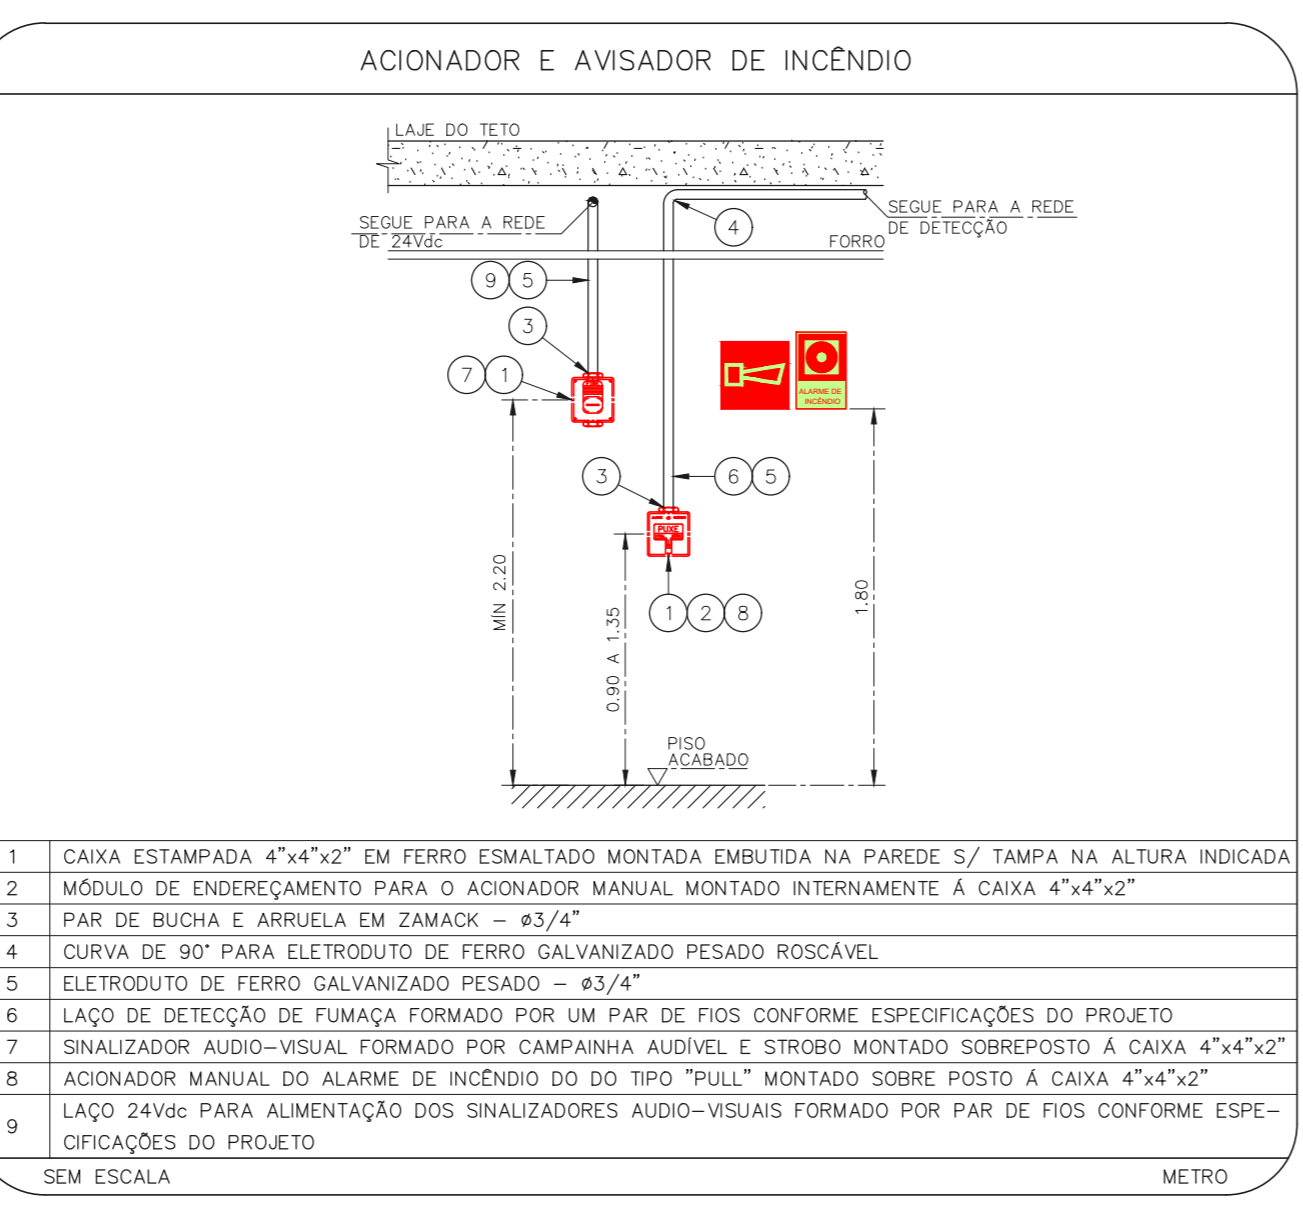 ACIONADOR E AVISADOR DE INCÊNDIO
LAJE DO TETO
SEGUE PARA A REDE
DE 24Vdc
SEGUE PARA A REDE
DE DETECÇÃO
4
FORRO
9 5
3
7 1
ALARME DE
INCÊNDIO
3
6 5
PUXE
1 2 8
MÍN 2.20
0.90 A 1.35
1.80
PISO
ACABADO
1 CAIXA ESTAMPADA 4"x4"x2" EM FERRO ESMALTADO MONTADA EMBUTIDA NA PAREDE S/ TAMPA NA ALTURA INDICADA
2 MÓDULO DE ENDEREÇAMENTO PARA O ACIONADOR MANUAL MONTADO INTERNAMENTE Á CAIXA 4"x4"x2"
3 PAR DE BUCHA E ARRUELA EM ZAMACK – ø3/4"
4 CURVA DE 90° PARA ELETRODUTO DE FERRO GALVANIZADO PESADO ROSCÁVEL
5 ELETRODUTO DE FERRO GALVANIZADO PESADO – ø3/4"
6 LAÇO DE DETECÇÃO DE FUMAÇA FORMADO POR UM PAR DE FIOS CONFORME ESPECIFICAÇÕES DO PROJETO
7 SINALIZADOR AUDIO–VISUAL FORMADO POR CAMPAINHA AUDÍVEL E STROBO MONTADO SOBREPOSTO Á CAIXA 4"x4"x2"
8 ACIONADOR MANUAL DO ALARME DE INCÊNDIO DO DO TIPO "PULL" MONTADO SOBRE POSTO Á CAIXA 4"x4"x2"
9 LAÇO 24Vdc PARA ALIMENTAÇÃO DOS SINALIZADORES AUDIO–VISUAIS FORMADO POR PAR DE FIOS CONFORME ESPE–
CIFICAÇÕES DO PROJETO
SEM ESCALA
METRO